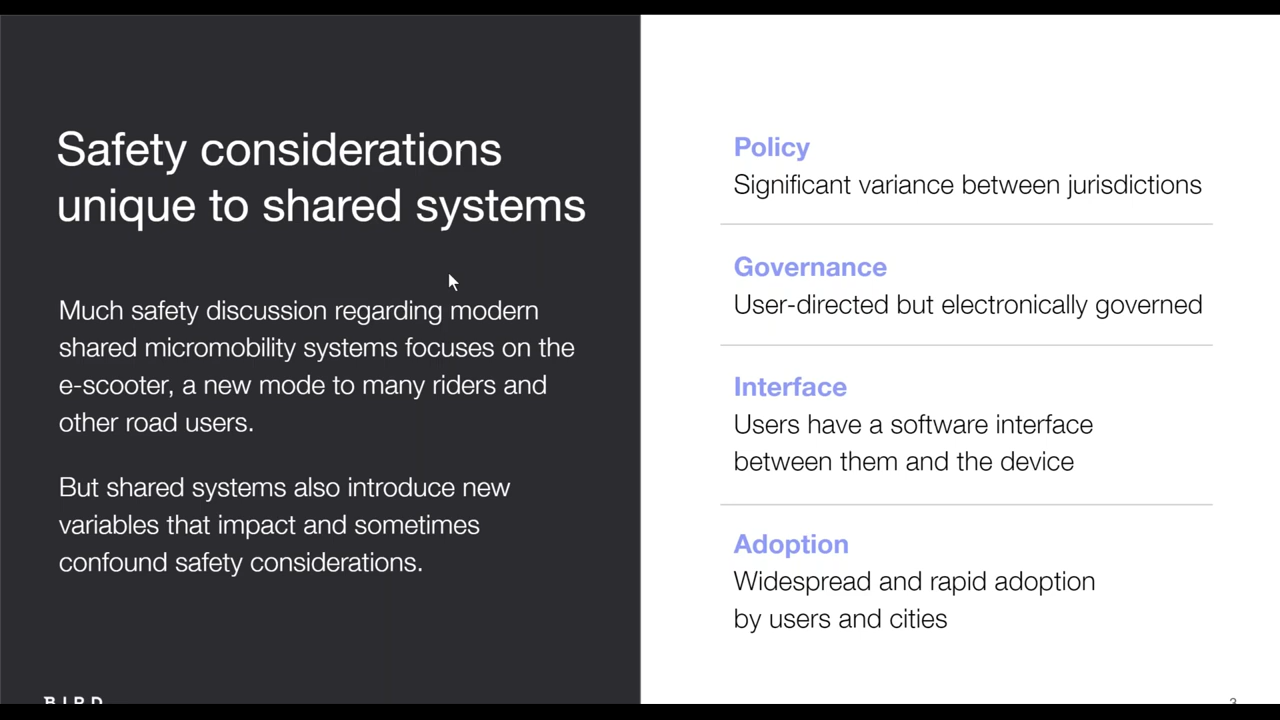 Safety considerations
unique to shared systems
Much safety discussion regarding modern
shared micromobility systems focuses on the
e-scooter, a new mode to many riders and
other road users.
But shared systems also introduce new
variables that impact and sometimes
confound safety considerations.
BIRD
Policy
Significant variance between jurisdictions
Governance
User-directed but electronically governed
Interface
Users have a software interface
between them and the device
Adoption
Widespread and rapid adoption
by users and cities
3